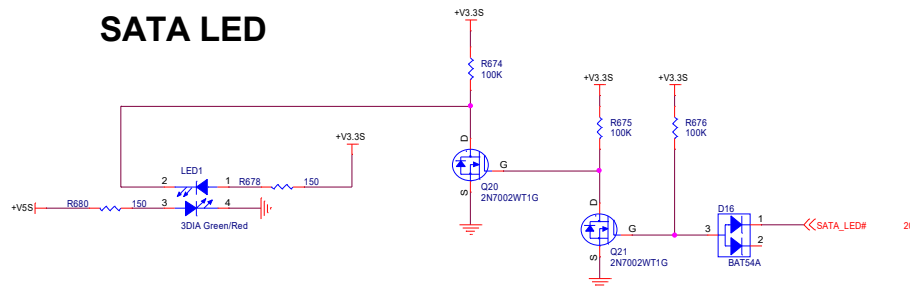 SATA LED
+V3.3S
R674
100K
+V3.3S
+V3.3S
R675
100K
R676
100K
+V3.3S
D
G
S
Q20
2N7002WT1G
LED1
2
1
R678
150
+V5S
R680
150
3
4
3DIA Green/Red
D
G
S
Q21
2N7002WT1G
D16
3
1
2
BAT54A
SATA_LED#